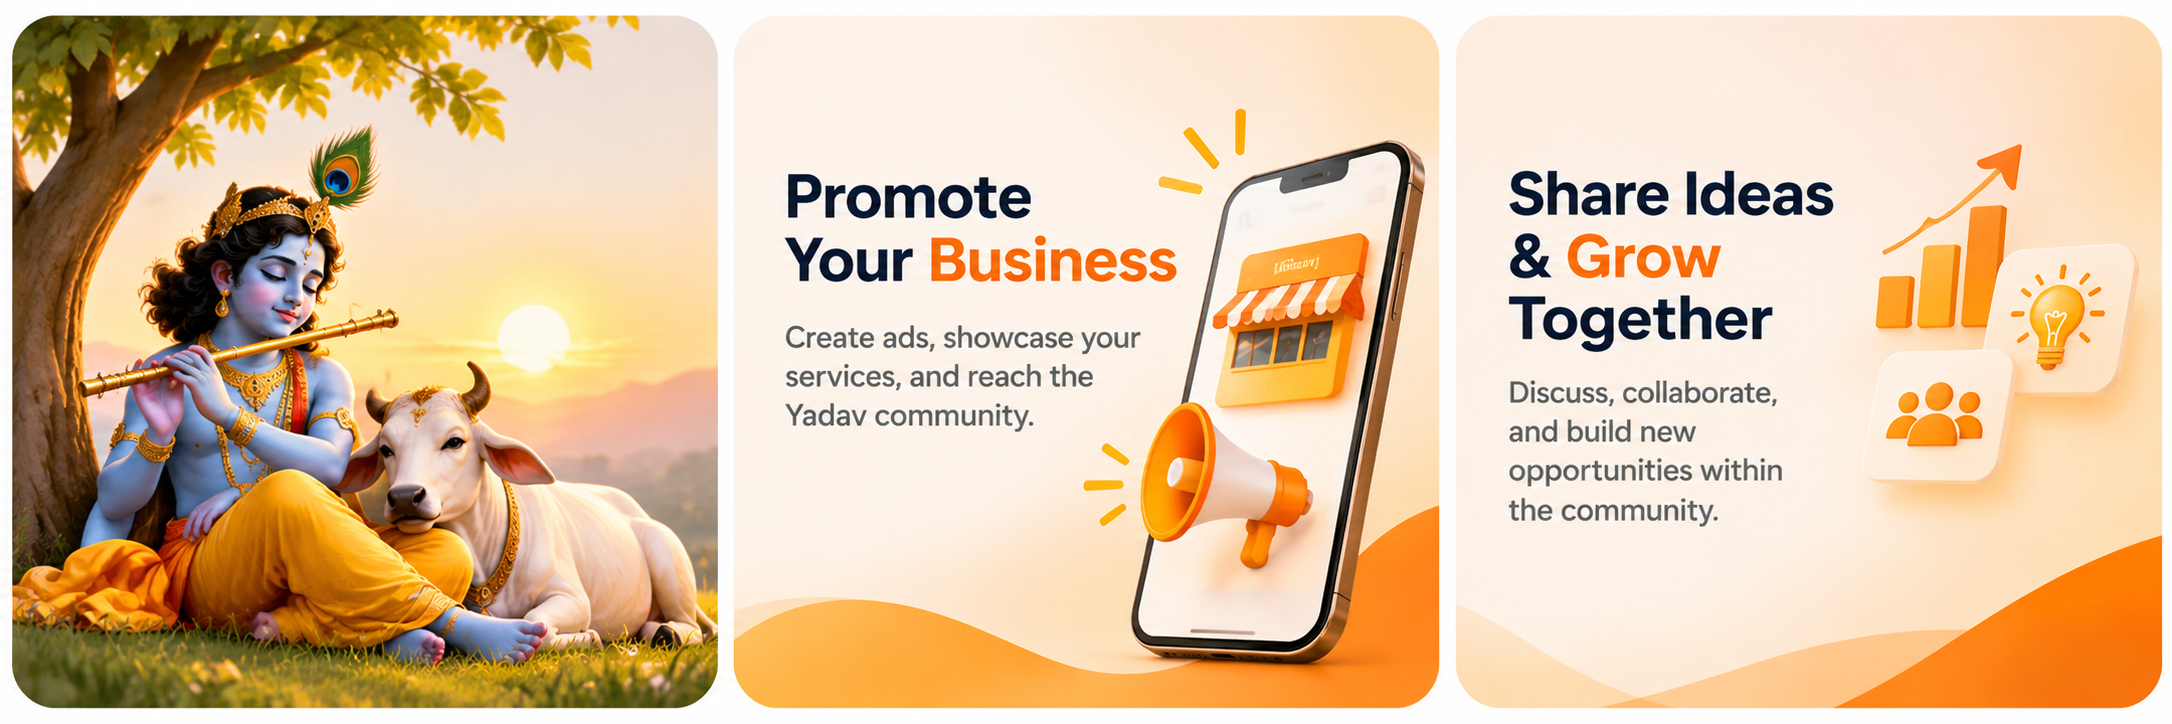 Promote
Your Business
Create ads, showcase your
services, and reach the
Yadav community.
Share Ideas
& Grow
Together
Discuss, collaborate,
and build new
opportunities within
the community.